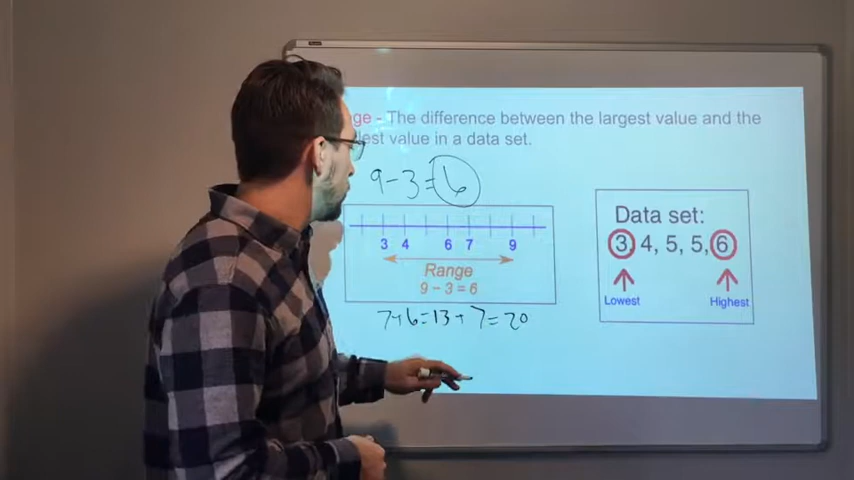 ge - The difference between the largest value and the
lest value in a data set.
9-3=6
3 4 6 7 9
Range
9 – 3 = 6
7+6=13+7=20
Data set:
3, 4, 5, 5, 6
Lowest Highest